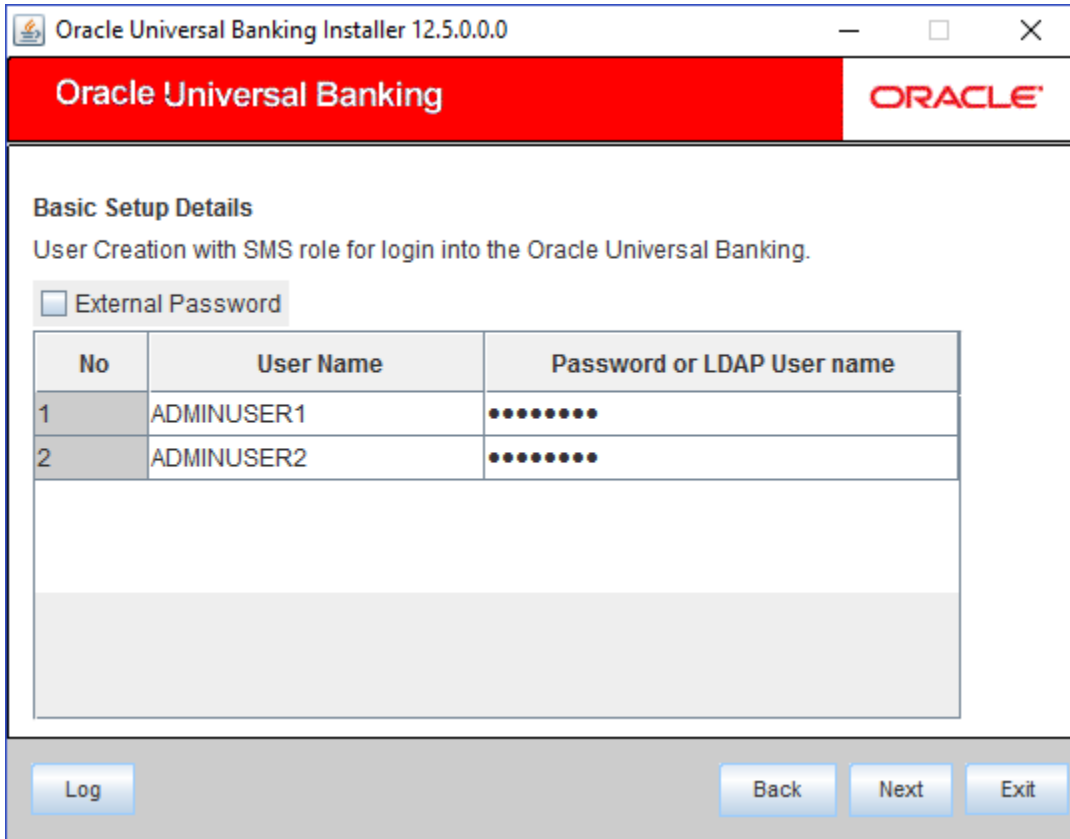 Oracle Universal Banking Installer 12.5.0.0.0
Oracle Universal Banking
ORACLE
Basic Setup Details
User Creation with SMS role for login into the Oracle Universal Banking.
External Password
No User Name Password or LDAP User name
1 ADMINUSER1 ••••••••
2 ADMINUSER2 ••••••••
Log Back Next Exit